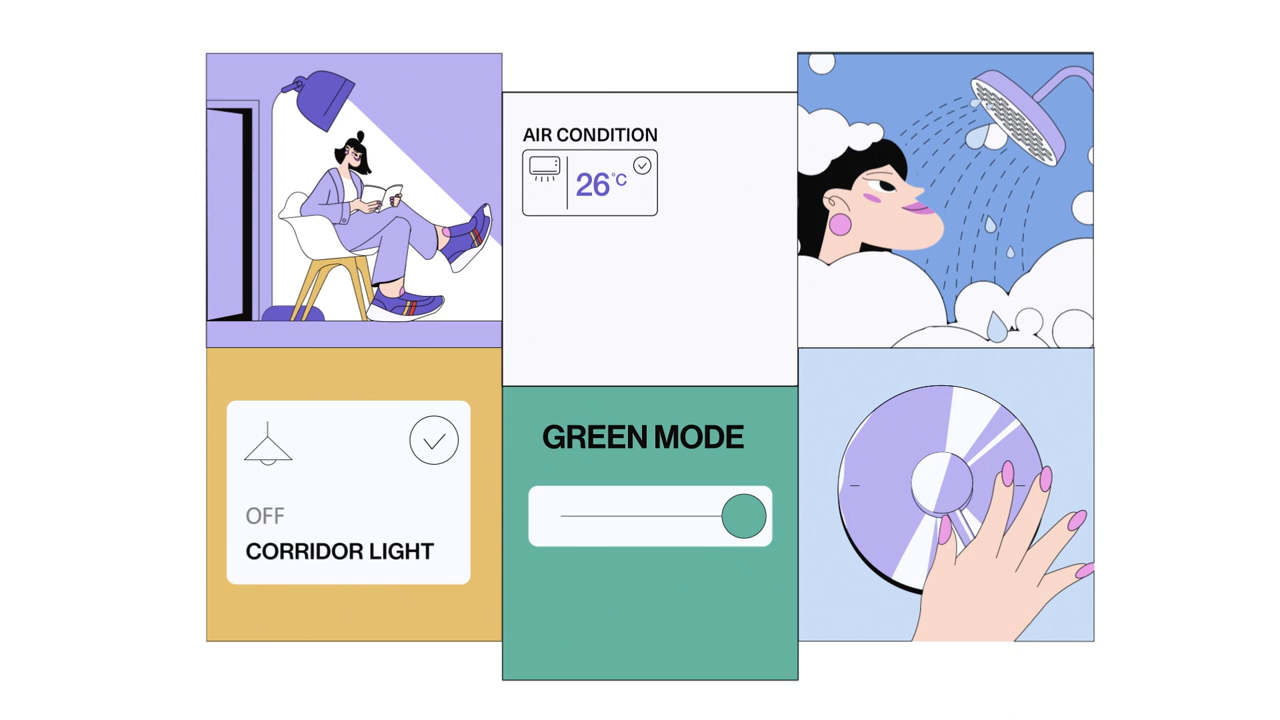 AIR CONDITION
26°C
OFF
CORRIDOR LIGHT
GREEN MODE